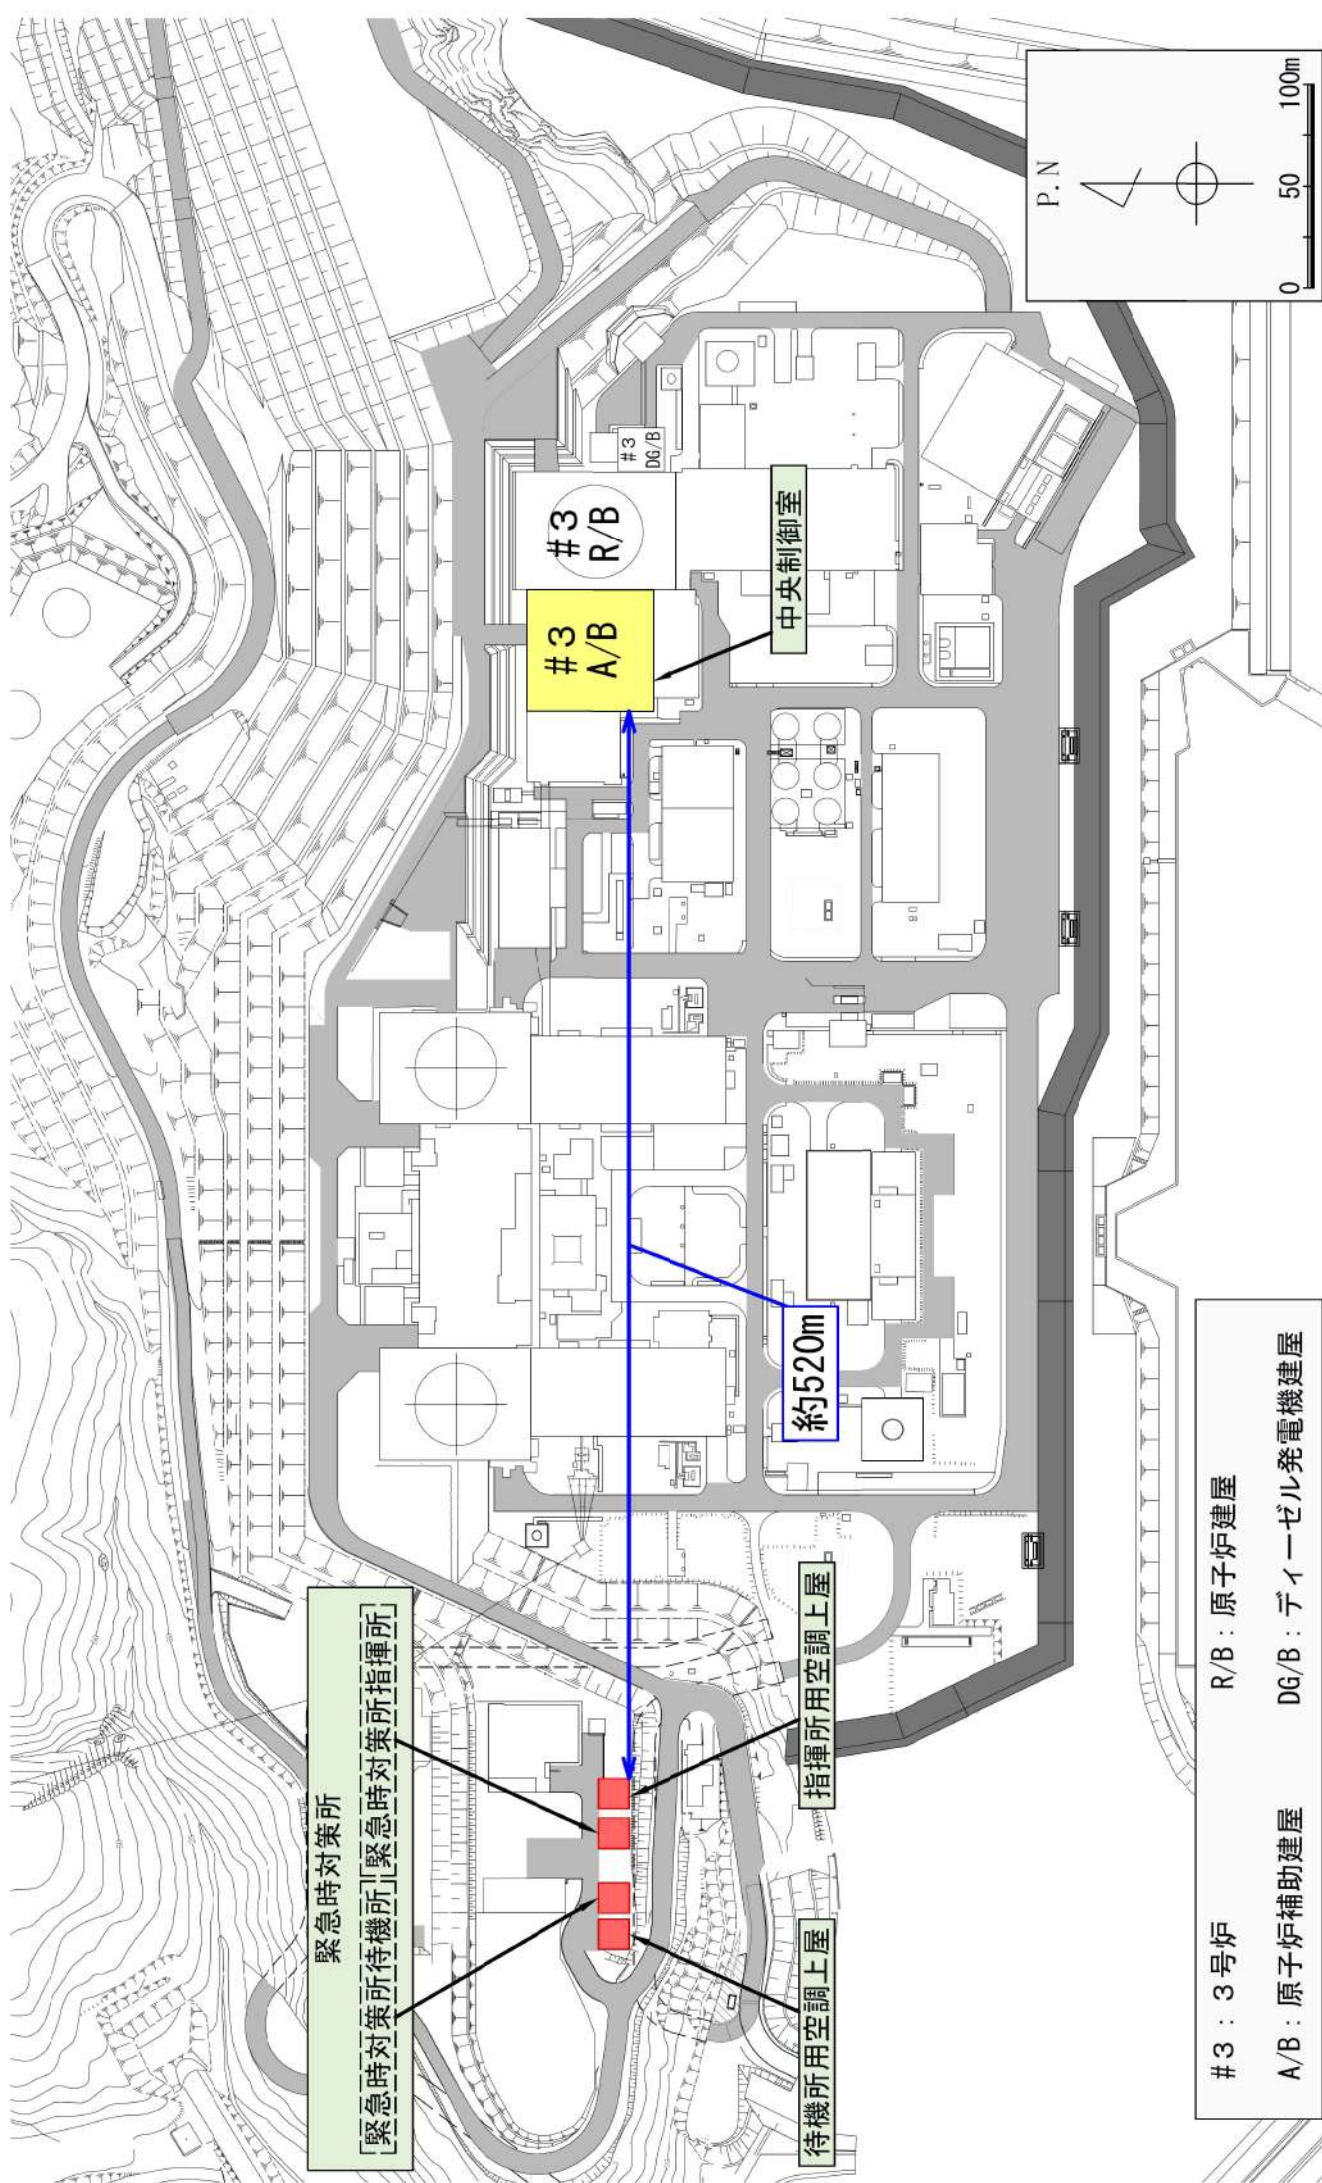 緊急時対策所
[緊急時対策所待機所][緊急時対策所指揮所]
待機所用空調上屋
指揮所用空調上屋
約520m
#3
A/B
#3
R/B
#3
DG/B
中央制御室
P.N
0 50 100m
#3：3号炉 R/B：原子炉建屋
A/B：原子炉補助建屋 DG/B：ディーゼル発電機建屋